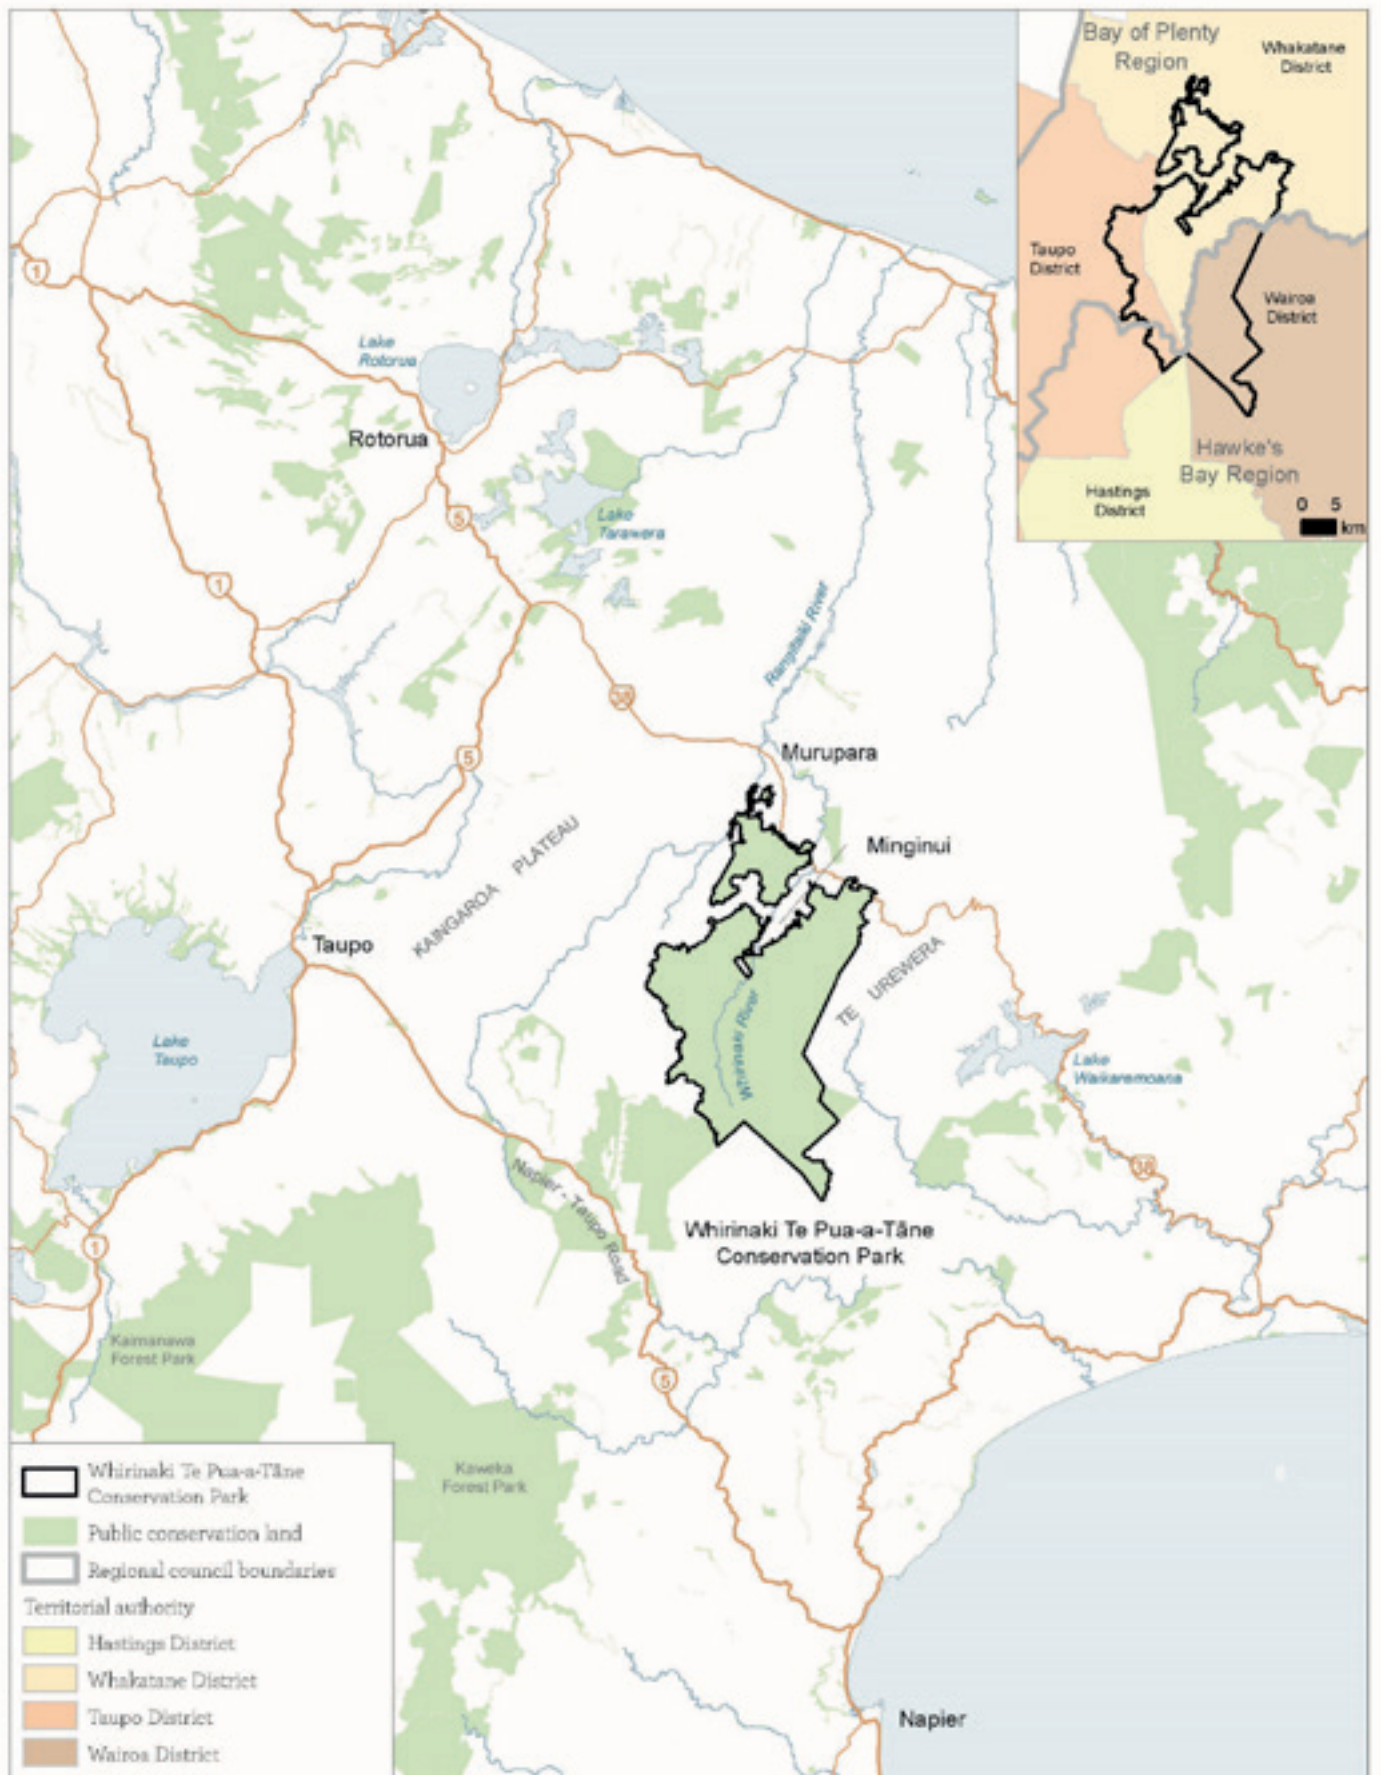 Bay of Plenty
Region
Whakatane
District
Taupo
District
Wairoa
District
Hawke's
Bay Region
Hastings
District
0 5
km
1
Lake
Rotorua
Rotorua
5
Lake
Tarawera
1
Rangitaiki River
38
Murupara
5
Minginui
KAINGAROA PLATEAU
Taupo
TE UREWERA
Lake
Taupo
Whirinaki River
Lake
Waikaremoana
38
Napier - Taupo Road
Whirinaki Te Pua-a-Tāne
Conservation Park
1
Kaimanawa
Forest Park
5
Kaweka
Forest Park
Napier
Whirinaki Te Pua-a-Tāne
Conservation Park
Public conservation land
Regional council boundaries
Territorial authority
Hastings District
Whakatane District
Taupo District
Wairoa District